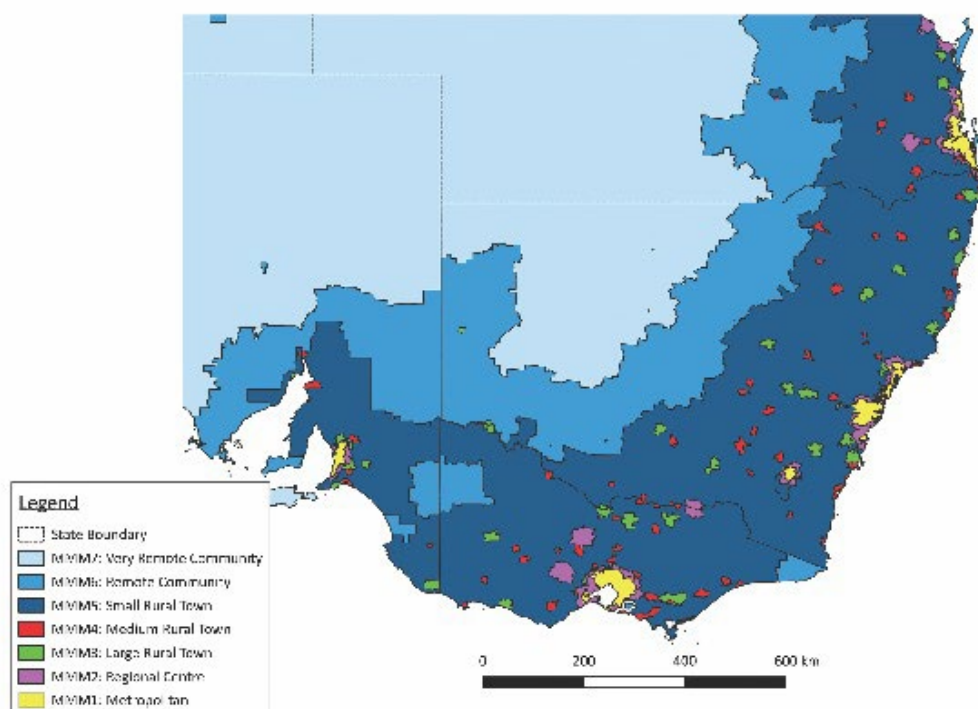 Legend
State Boundary
MMM7: Very Remote Community
MMM6: Remote Community
MMM5: Small Rural Town
MMM4: Medium Rural Town
MMM3: Large Rural Town
MMM2: Regional Centre
MMM1: Metropolitan
0 200 400 600 km